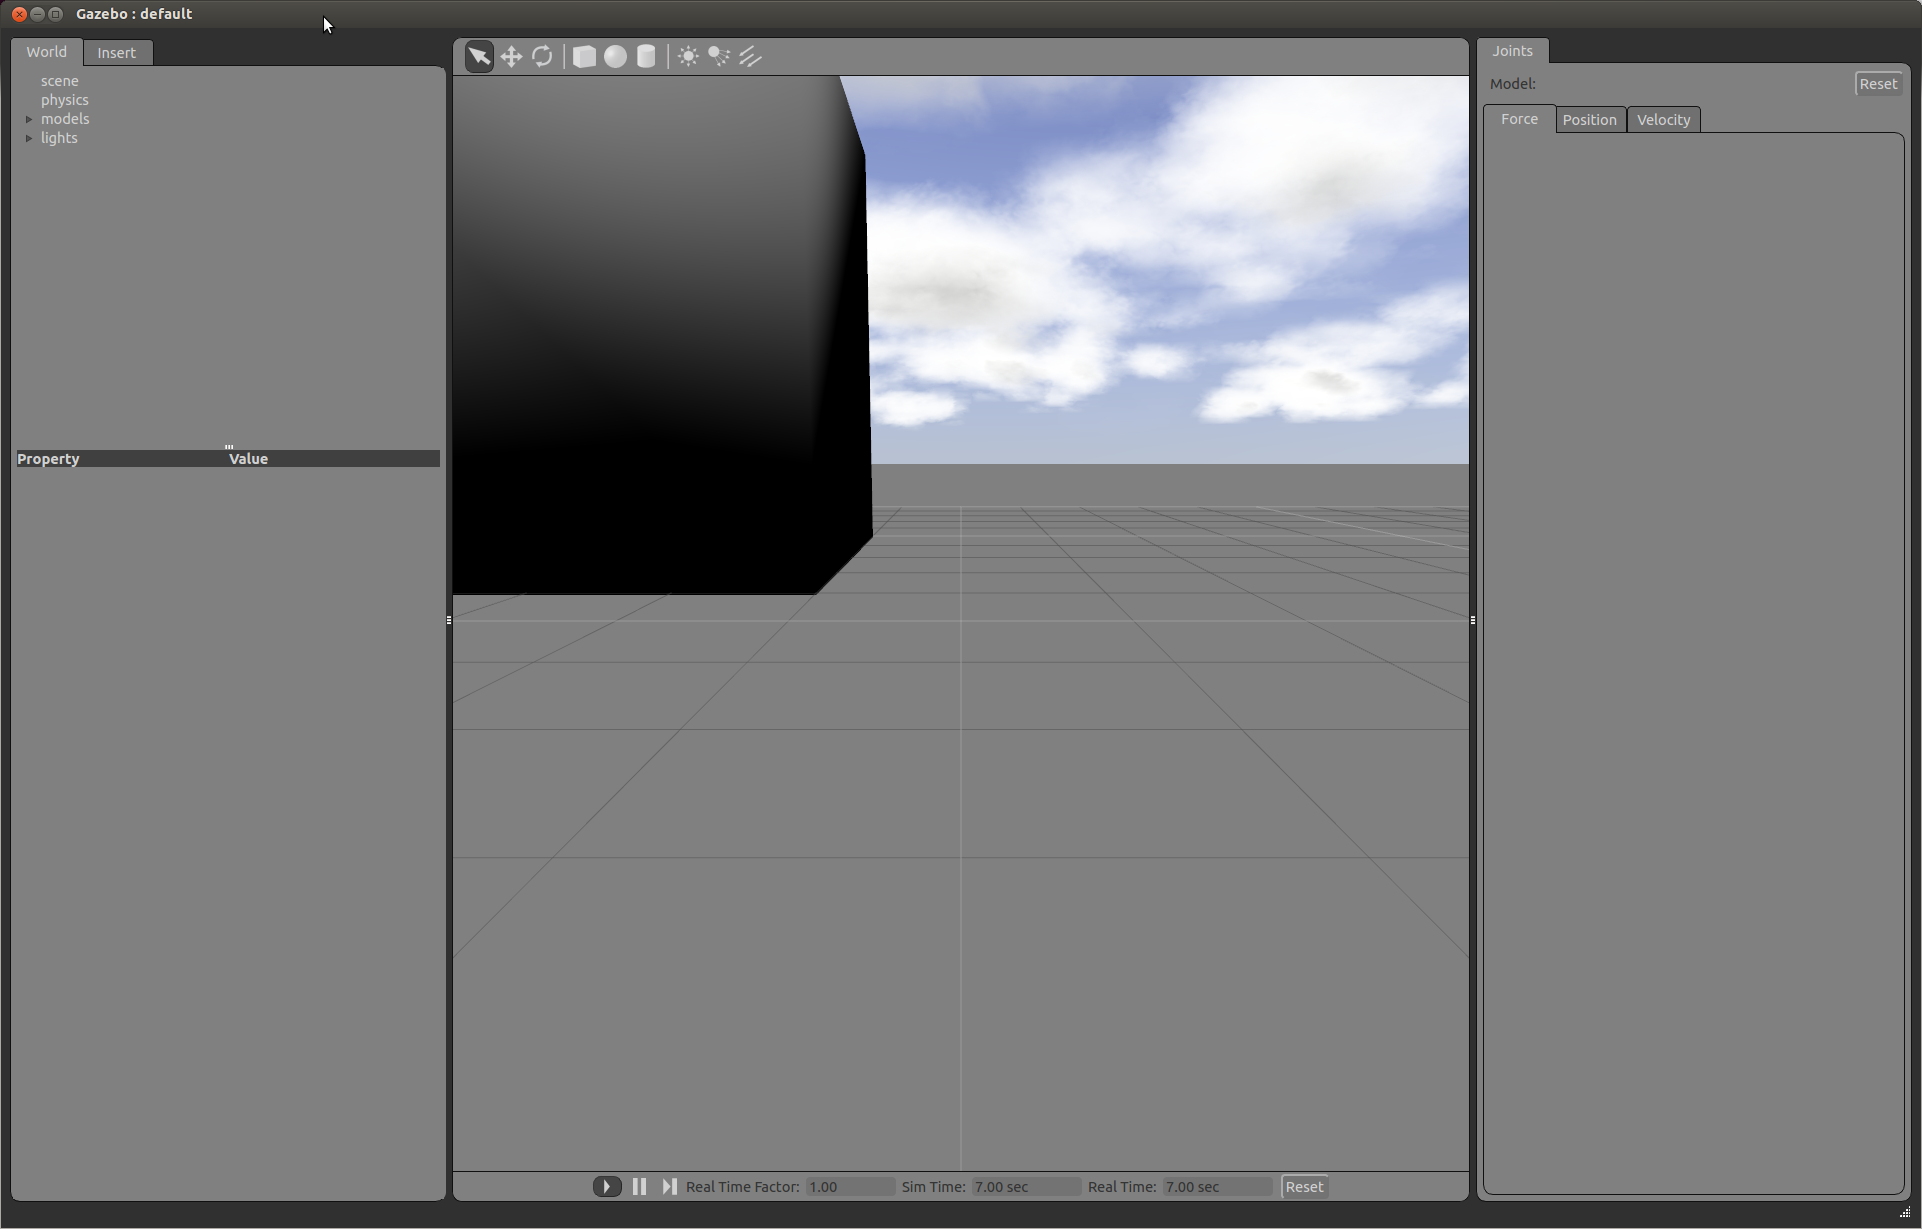 Gazebo : default
World Insert
scene
physics
models
lights
Property Value
Joints
Model: Reset
Force Position Velocity
Real Time Factor: 1.00 Sim Time: 7.00 sec Real Time: 7.00 sec Reset